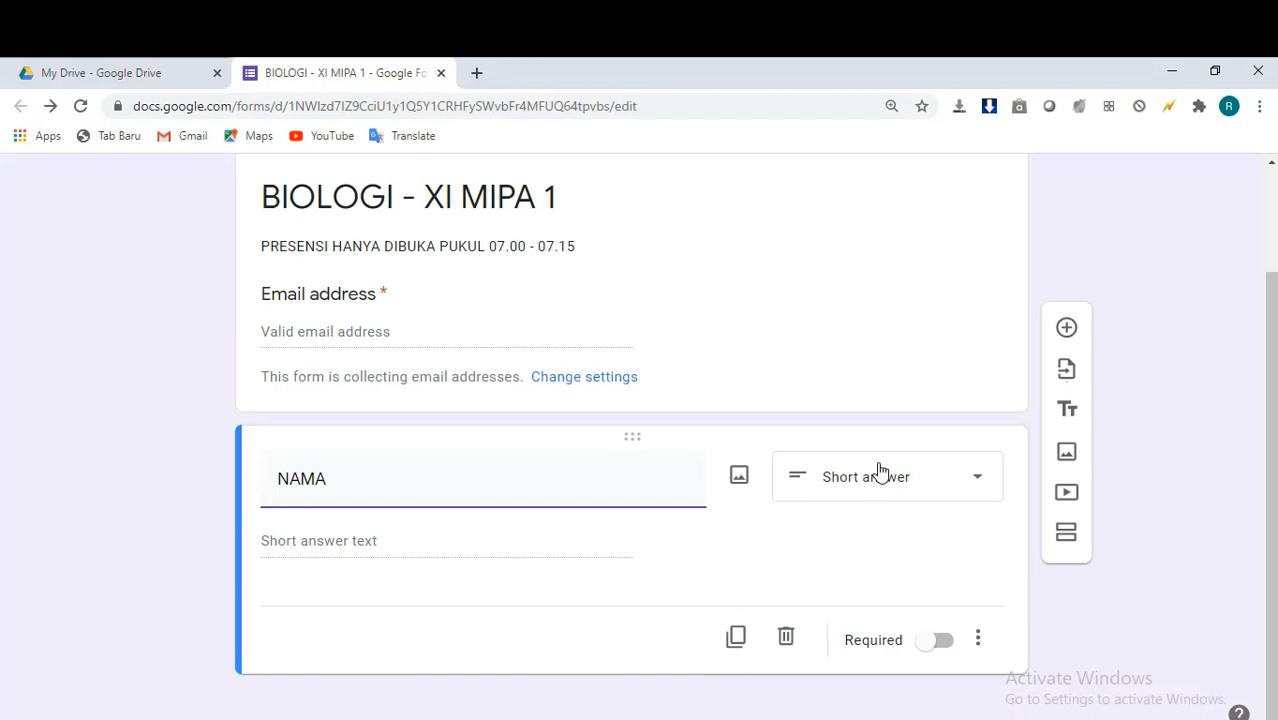 My Drive - Google Drive
BIOLOGI - XI MIPA 1 - Google Fo
docs.google.com/forms/d/1NWIzd7IZ9CciU1y1Q5Y1CRHFySWvbFr4MFUQ64tpvbs/edit
R
Apps
Tab Baru
Gmail
Maps
YouTube
Translate
BIOLOGI - XI MIPA 1
PRESENSI HANYA DIBUKA PUKUL 07.00 - 07.15
Email address *
Valid email address
This form is collecting email addresses. Change settings
NAMA
Short answer
Short answer text
Required
Activate Windows
Go to Settings to activate Windows.